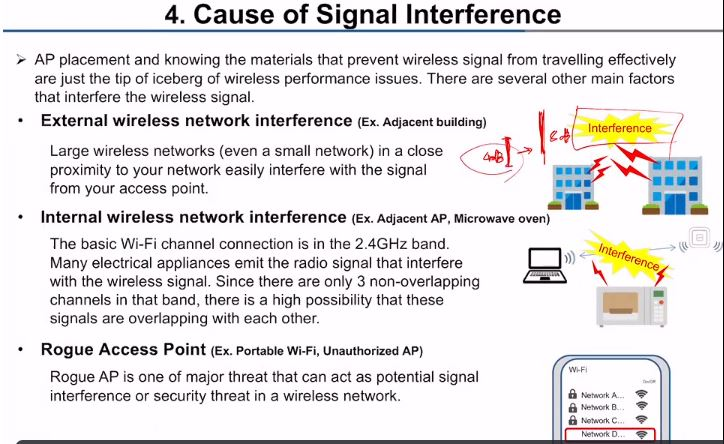 4. Cause of Signal Interference
➢ AP placement and knowing the materials that prevent wireless signal from travelling effectively
are just the tip of iceberg of wireless performance issues. There are several other main factors
that interfere the wireless signal.
• External wireless network interference (Ex. Adjacent building)
Large wireless networks (even a small network) in a close
proximity to your network easily interfere with the signal
from your access point.
4dB
8dB
Interference
• Internal wireless network interference (Ex. Adjacent AP, Microwave oven)
The basic Wi-Fi channel connection is in the 2.4GHz band.
Many electrical appliances emit the radio signal that interfere
with the wireless signal. Since there are only 3 non-overlapping
channels in that band, there is a high possibility that these
signals are overlapping with each other.
Interference
• Rogue Access Point (Ex. Portable Wi-Fi, Unauthorized AP)
Rogue AP is one of major threat that can act as potential signal
interference or security threat in a wireless network.
Wi-Fi
On/Off
Network A...
Network B...
Network C...
Network D...